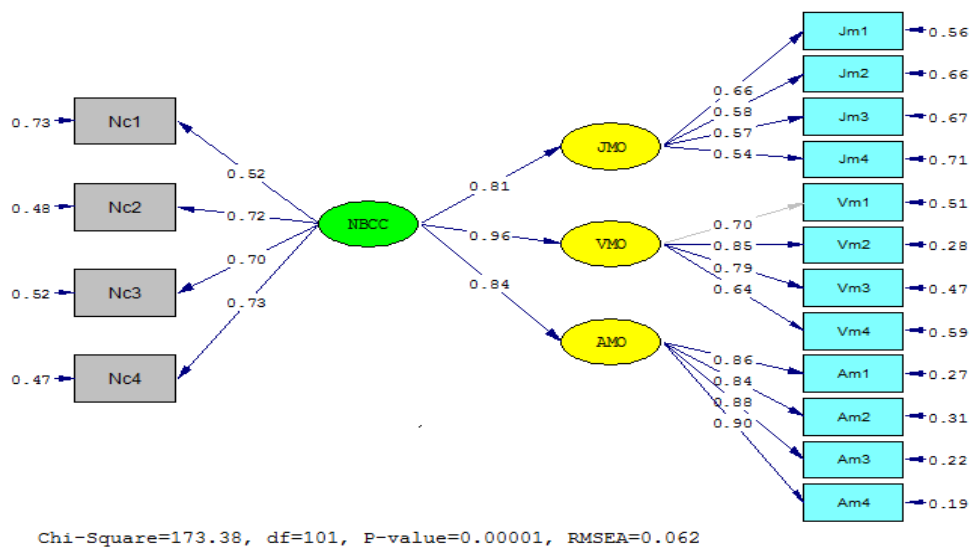 Jm1
0.56
Jm2
0.66
Jm3
0.67
Jm4
0.71
Vm1
0.51
Vm2
0.28
Vm3
0.47
Vm4
0.59
Am1
0.27
Am2
0.31
Am3
0.22
Am4
0.19
0.73
Nc1
0.48
Nc2
0.52
Nc3
0.47
Nc4
0.52
0.72
0.70
0.73
NBCC
0.81
0.96
0.84
JMO
VMO
AMO
0.66
0.58
0.57
0.54
0.70
0.85
0.79
0.64
0.86
0.84
0.88
0.90
Chi-Square=173.38, df=101, P-value=0.00001, RMSEA=0.062